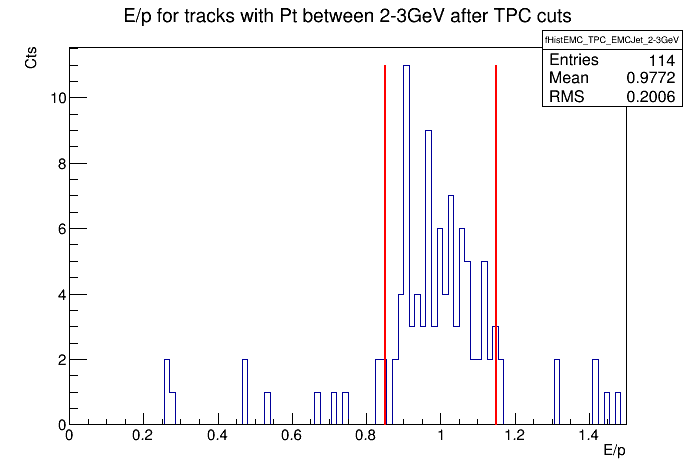 E/p for tracks with Pt between 2-3GeV after TPC cuts
fHistEMC_TPC_EMCJet_2-3GeV
Entries 114
Mean 0.9772
RMS 0.2006
Cts
10
8
6
4
2
0
0 0.2 0.4 0.6 0.8 1 1.2 1.4
E/p